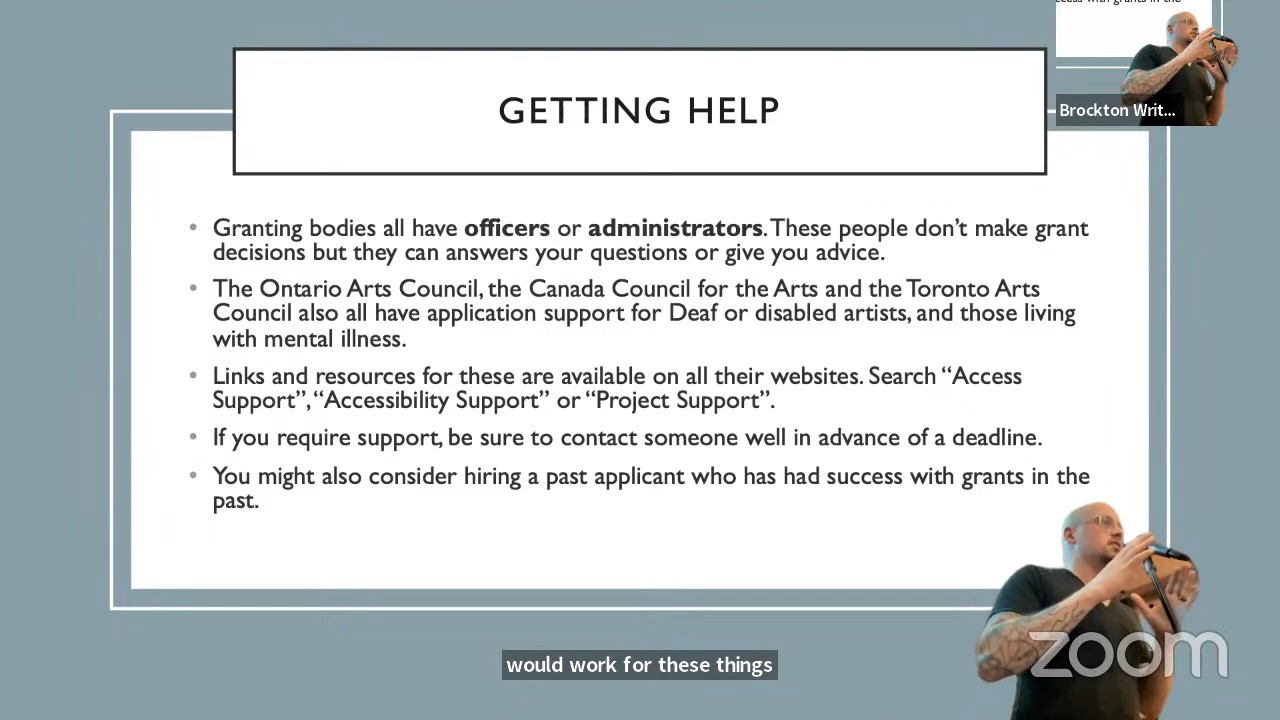 ccess with grants in the
Brockton Writ...
GETTING HELP
• Granting bodies all have officers or administrators. These people don't make grant
decisions but they can answers your questions or give you advice.
• The Ontario Arts Council, the Canada Council for the Arts and the Toronto Arts
Council also all have application support for Deaf or disabled artists, and those living
with mental illness.
• Links and resources for these are available on all their websites. Search “Access
Support”, “Accessibility Support” or “Project Support”.
• If you require support, be sure to contact someone well in advance of a deadline.
• You might also consider hiring a past applicant who has had success with grants in the
past.
would work for these things
zoom